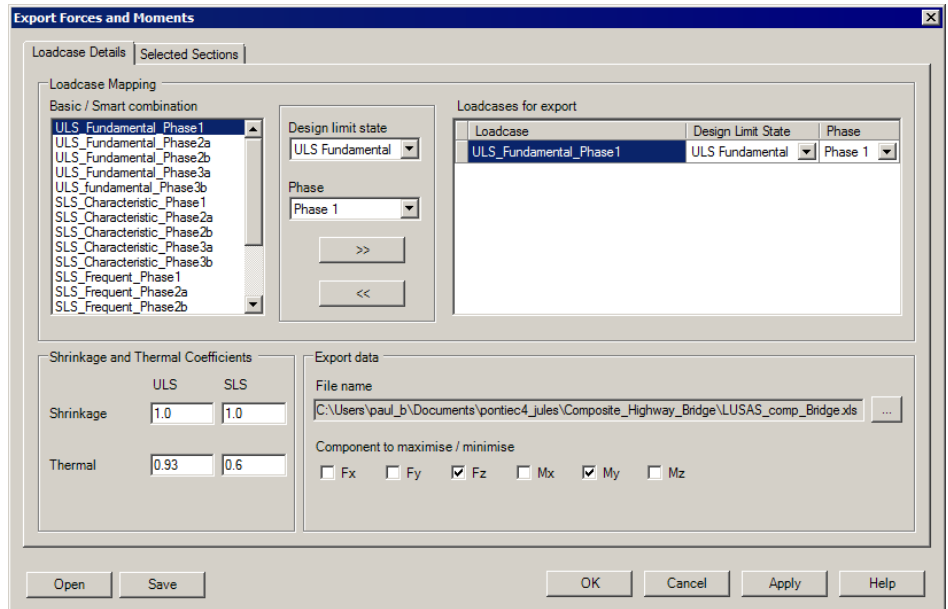 Export Forces and Moments
Loadcase Details
Selected Sections
Loadcase Mapping
Basic / Smart combination
ULS_Fundamental_Phase1
ULS_Fundamental_Phase2a
ULS_Fundamental_Phase2b
ULS_Fundamental_Phase3a
ULS_fundamental_Phase3b
SLS_Characteristic_Phase1
SLS_Characteristic_Phase2a
SLS_Characteristic_Phase2b
SLS_Characteristic_Phase3a
SLS_Characteristic_Phase3b
SLS_Frequent_Phase1
SLS_Frequent_Phase2a
SLS_Frequent_Phase2b
Design limit state
ULS Fundamental
Phase
Phase 1
>>
<<
Loadcases for export
Loadcase Design Limit State Phase
ULS_Fundamental_Phase1 ULS Fundamental Phase 1
Shrinkage and Thermal Coefficients
ULS SLS
Shrinkage 1.0 1.0
Thermal 0.93 0.6
Export data
File name
C:\Users\paul_b\Documents\pontiec4_jules\Composite_Highway_Bridge\LUSAS_comp_Bridge.xls ...
Component to maximise / minimise
Fx Fy Fz Mx My Mz
Open Save OK Cancel Apply Help